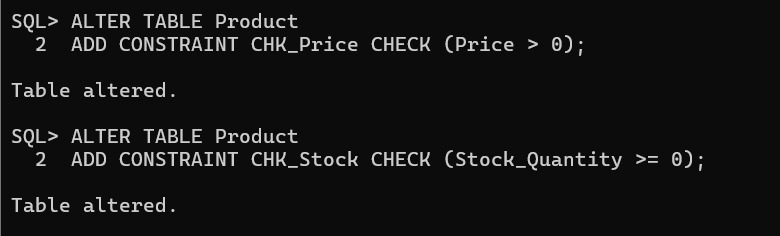 SQL> ALTER TABLE Product
  2  ADD CONSTRAINT CHK_Price CHECK (Price > 0);
Table altered.
SQL> ALTER TABLE Product
  2  ADD CONSTRAINT CHK_Stock CHECK (Stock_Quantity >= 0);
Table altered.